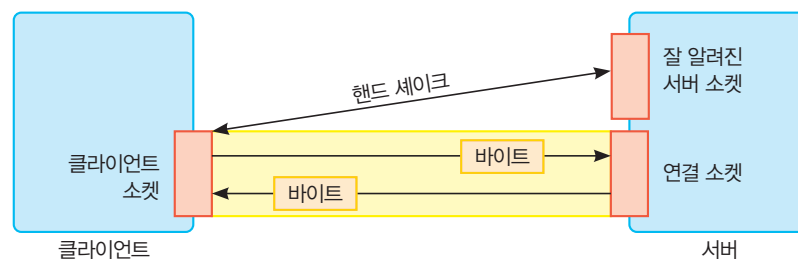 잘 알려진
서버 소켓
핸드 셰이크
클라이언트
소켓
바이트
바이트
연결 소켓
클라이언트
서버